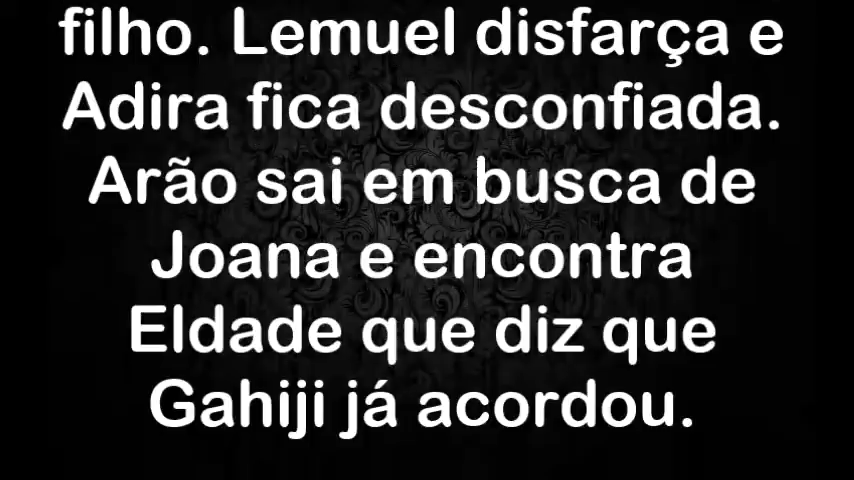 filho. Lemuel disfarça e
Adira fica desconfiada.
Arão sai em busca de
Joana e encontra
Eldade que diz que
Gahiji já acordou.